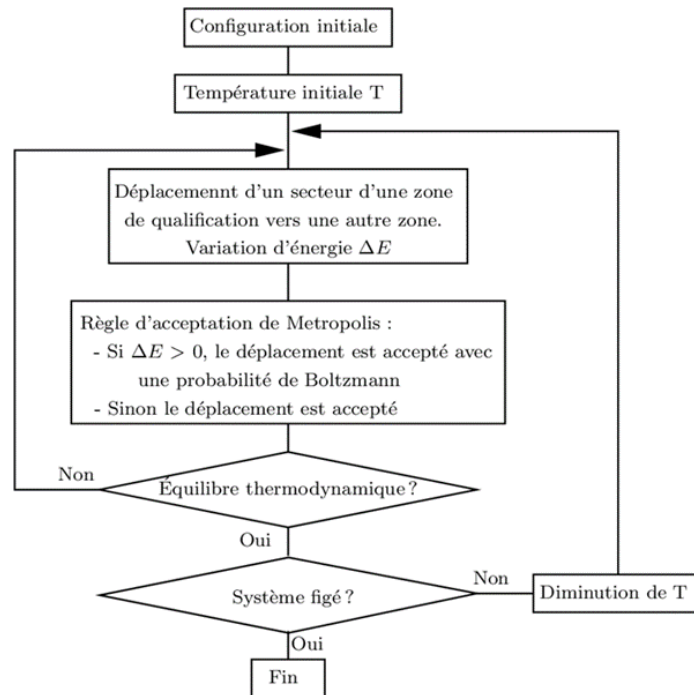 Configuration initiale
Température initiale T
Déplacemennt d'un secteur d'une zone
de qualification vers une autre zone.
Variation d'énergie ΔE
Règle d'acceptation de Metropolis :
- Si ΔE > 0, le déplacement est accepté avec
une probabilité de Boltzmann
- Sinon le déplacement est accepté
Non
Équilibre thermodynamique ?
Oui
Système figé ?
Non
Diminution de T
Oui
Fin